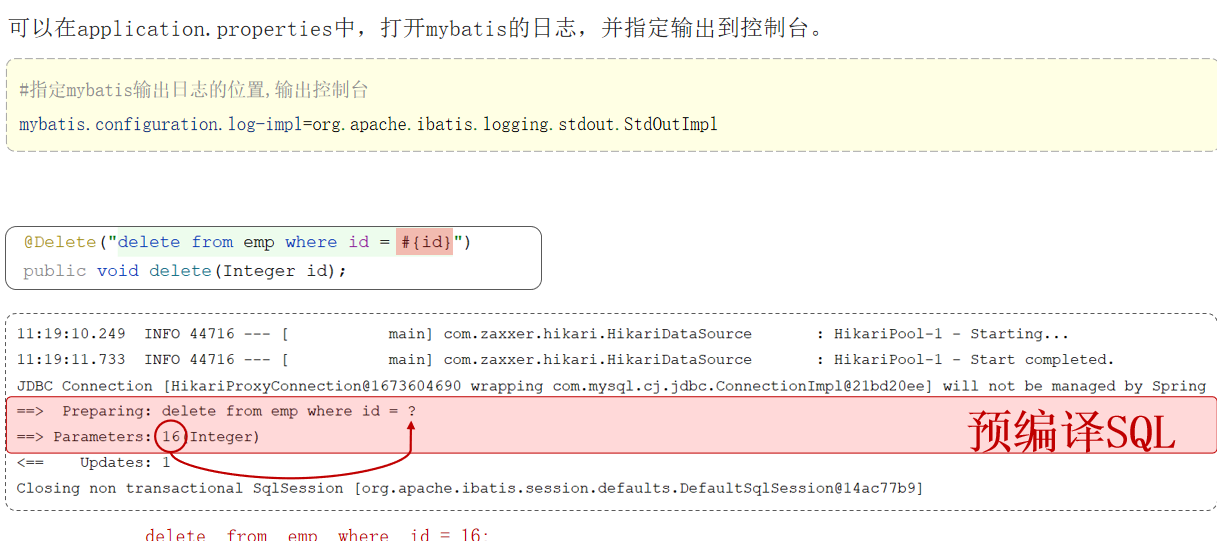 可以在application.properties中，打开mybatis的日志，并指定输出到控制台。
#指定mybatis输出日志的位置,输出控制台
mybatis.configuration.log-impl=org.apache.ibatis.logging.stdout.StdOutImpl
@Delete("delete from emp where id = #{id}")
public void delete(Integer id);
11:19:10.249  INFO 44716 --- [           main] com.zaxxer.hikari.HikariDataSource       : HikariPool-1 - Starting...
11:19:11.733  INFO 44716 --- [           main] com.zaxxer.hikari.HikariDataSource       : HikariPool-1 - Start completed.
JDBC Connection [HikariProxyConnection@1673604690 wrapping com.mysql.cj.jdbc.ConnectionImpl@21bd20ee] will not be managed by Spring
==>  Preparing: delete from emp where id = ?
==> Parameters: 16(Integer)
预编译SQL
<==    Updates: 1
Closing non transactional SqlSession [org.apache.ibatis.session.defaults.DefaultSqlSession@14ac77b9]
delete from emp where id = 16;